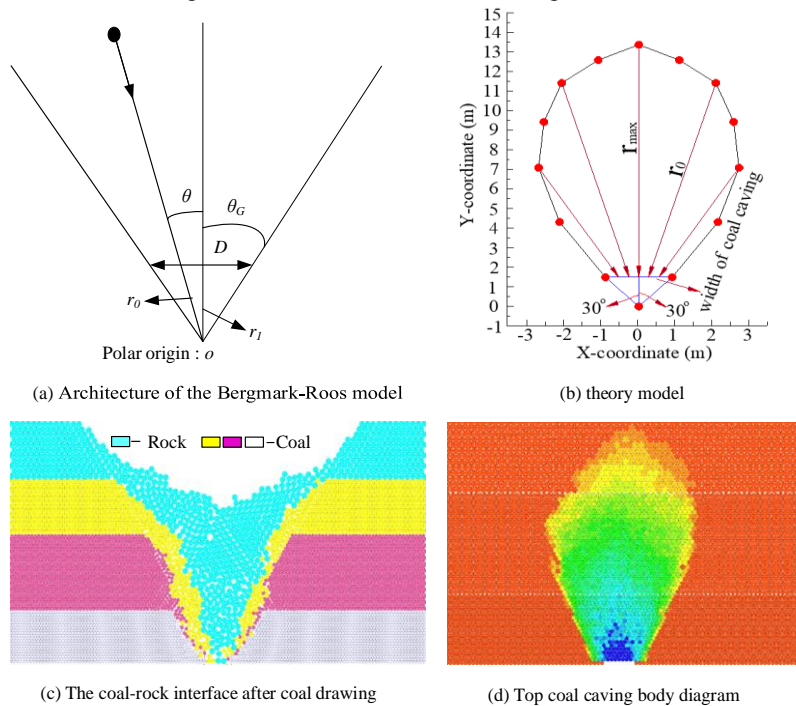 θ
θG
D
r0
r1
Polar origin : o
(a) Architecture of the Bergmark-Roos model
15
14
13
12
11
10
9
8
7
6
5
4
3
2
1
0
-1
Y-coordinate (m)
rmax
r0
width of coal caving
30°
30°
-3
-2
-1
0
1
2
3
X-coordinate (m)
(b) theory model
Rock
Coal
(c) The coal-rock interface after coal drawing
(d) Top coal caving body diagram